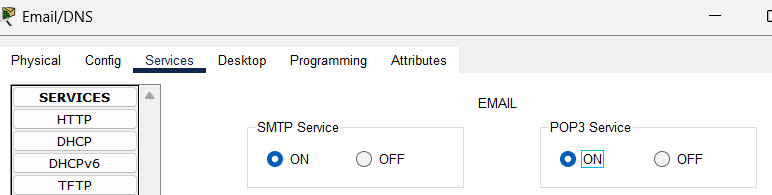 Email/DNS
Physical Config Services Desktop Programming Attributes
SERVICES
HTTP
DHCP
DHCPv6
TFTP
EMAIL
SMTP Service
ON OFF
POP3 Service
ON OFF